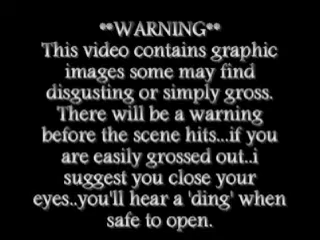 **WARNING**
This video contains graphic
images some may find
disgusting or simply gross.
There will be a warning
before the scene hits...if you
are easily grossed out..i
suggest you close your
eyes..you'll hear a 'ding' when
safe to open.